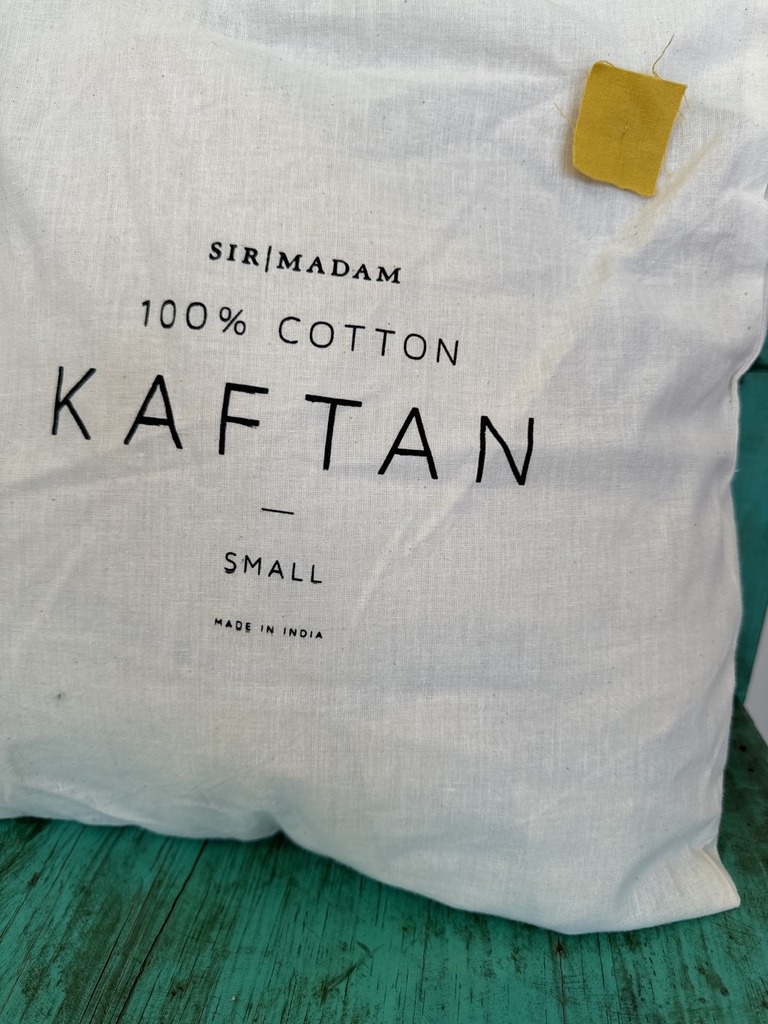 SIR|MADAM
100% COTTON
KAFTAN
—
SMALL
MADE IN INDIA